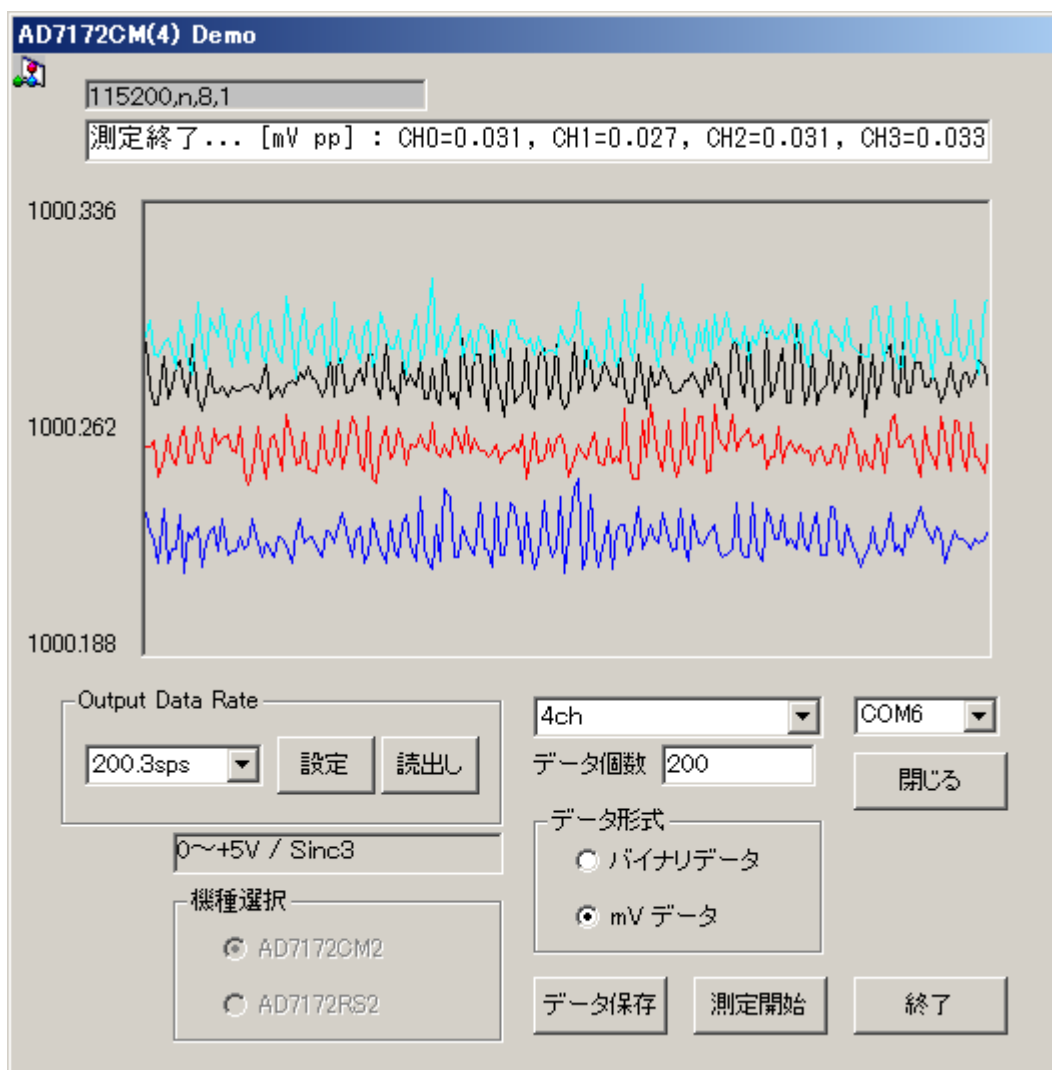 AD7172CM(4) Demo
115200,n,8,1
測定終了... [mV pp] : CH0=0.031, CH1=0.027, CH2=0.031, CH3=0.033
1000.336
1000.262
1000.188
Output Data Rate
200.3sps
設定
読出し
4ch
COM6
データ個数
200
閉じる
0～+5V / Sinc3
データ形式
バイナリデータ
mV データ
機種選択
AD7172CM2
AD7172RS2
データ保存
測定開始
終了